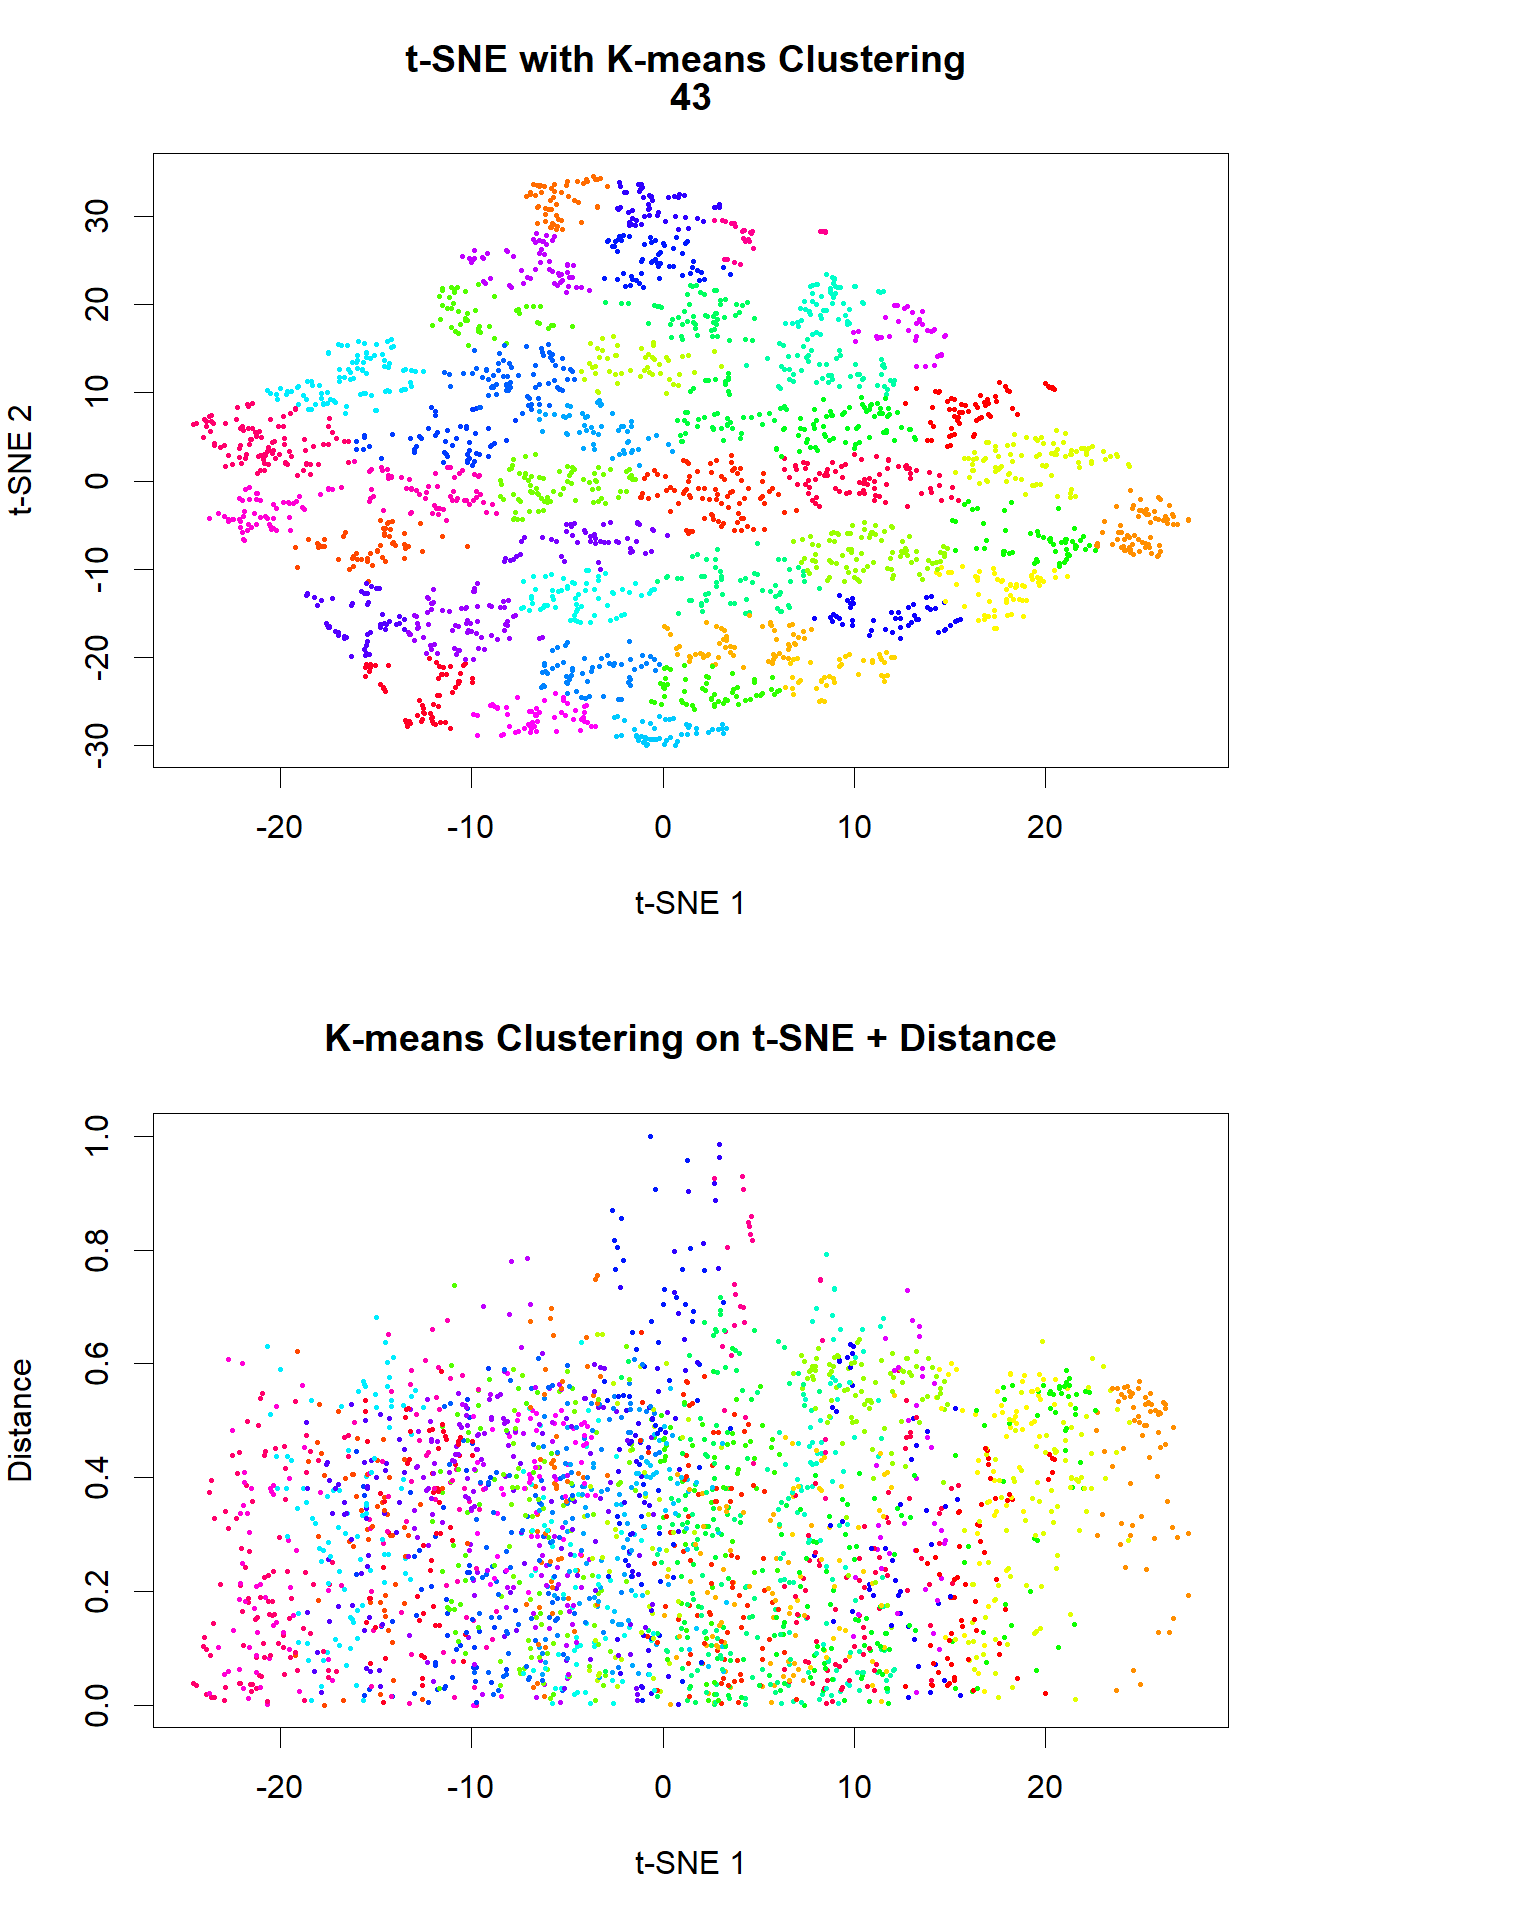 t-SNE with K-means Clustering
43
t-SNE 2
30
20
10
0
-10
-20
-30
-20 -10 0 10 20
t-SNE 1
K-means Clustering on t-SNE + Distance
Distance
1.0
0.8
0.6
0.4
0.2
0.0
-20 -10 0 10 20
t-SNE 1